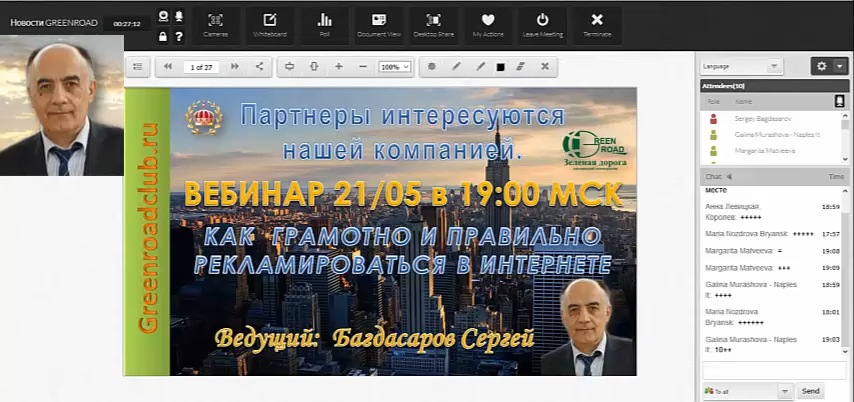 Новости GREENROAD
00:27:12
Cameras
Whiteboard
Poll
Document View
Desktop Share
My Actions
Leave Meeting
Terminate
1 of 27
100%
Language
Greenroadclub.ru
Партнеры интересуются
нашей компанией.
GREEN
ROAD
Зеленая дорога
ВЕБИНАР 21/05 в 19:00 МСК
КАК ГРАМОТНО И ПРАВИЛЬНО
РЕКЛАМИРОВАТЬСЯ В ИНТЕРНЕТЕ
Ведущий: Багдасаров Сергей
Attendees(10)
Role Name
Sergey Bagdasarov
Galina Murashova - Naples It
Margarita Matveeva
Chat Time
месте
Анна Левицкая, 18:59
Королев: +++++
Maria Nozdrova Bryansk: +++++ 17:57
Margarita Matveeva: = 19:08
Margarita Matveeva: +++ 19:09
Galina Murashova - Naples 18:59
It: ++++
Maria Nozdrova 18:01
Bryansk: ++++++
Galina Murashova - Naples 19:03
It: 10++
To all
Send